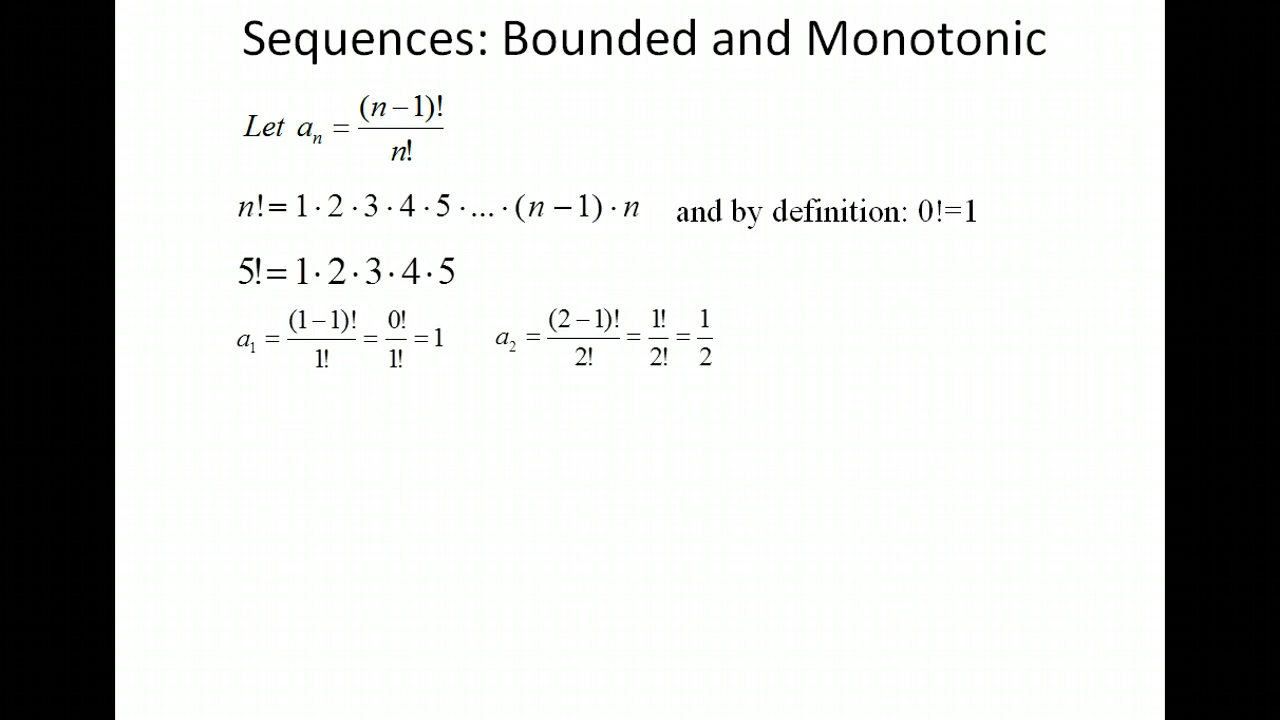 Sequences: Bounded and Monotonic
Let aₙ = (n−1)! / n!
n!= 1·2·3·4·5·...·(n−1)·n and by definition: 0!=1
5!= 1·2·3·4·5
a₁ = (1−1)! / 1! = 0! / 1! = 1 a₂ = (2−1)! / 2! = 1! / 2! = 1 / 2